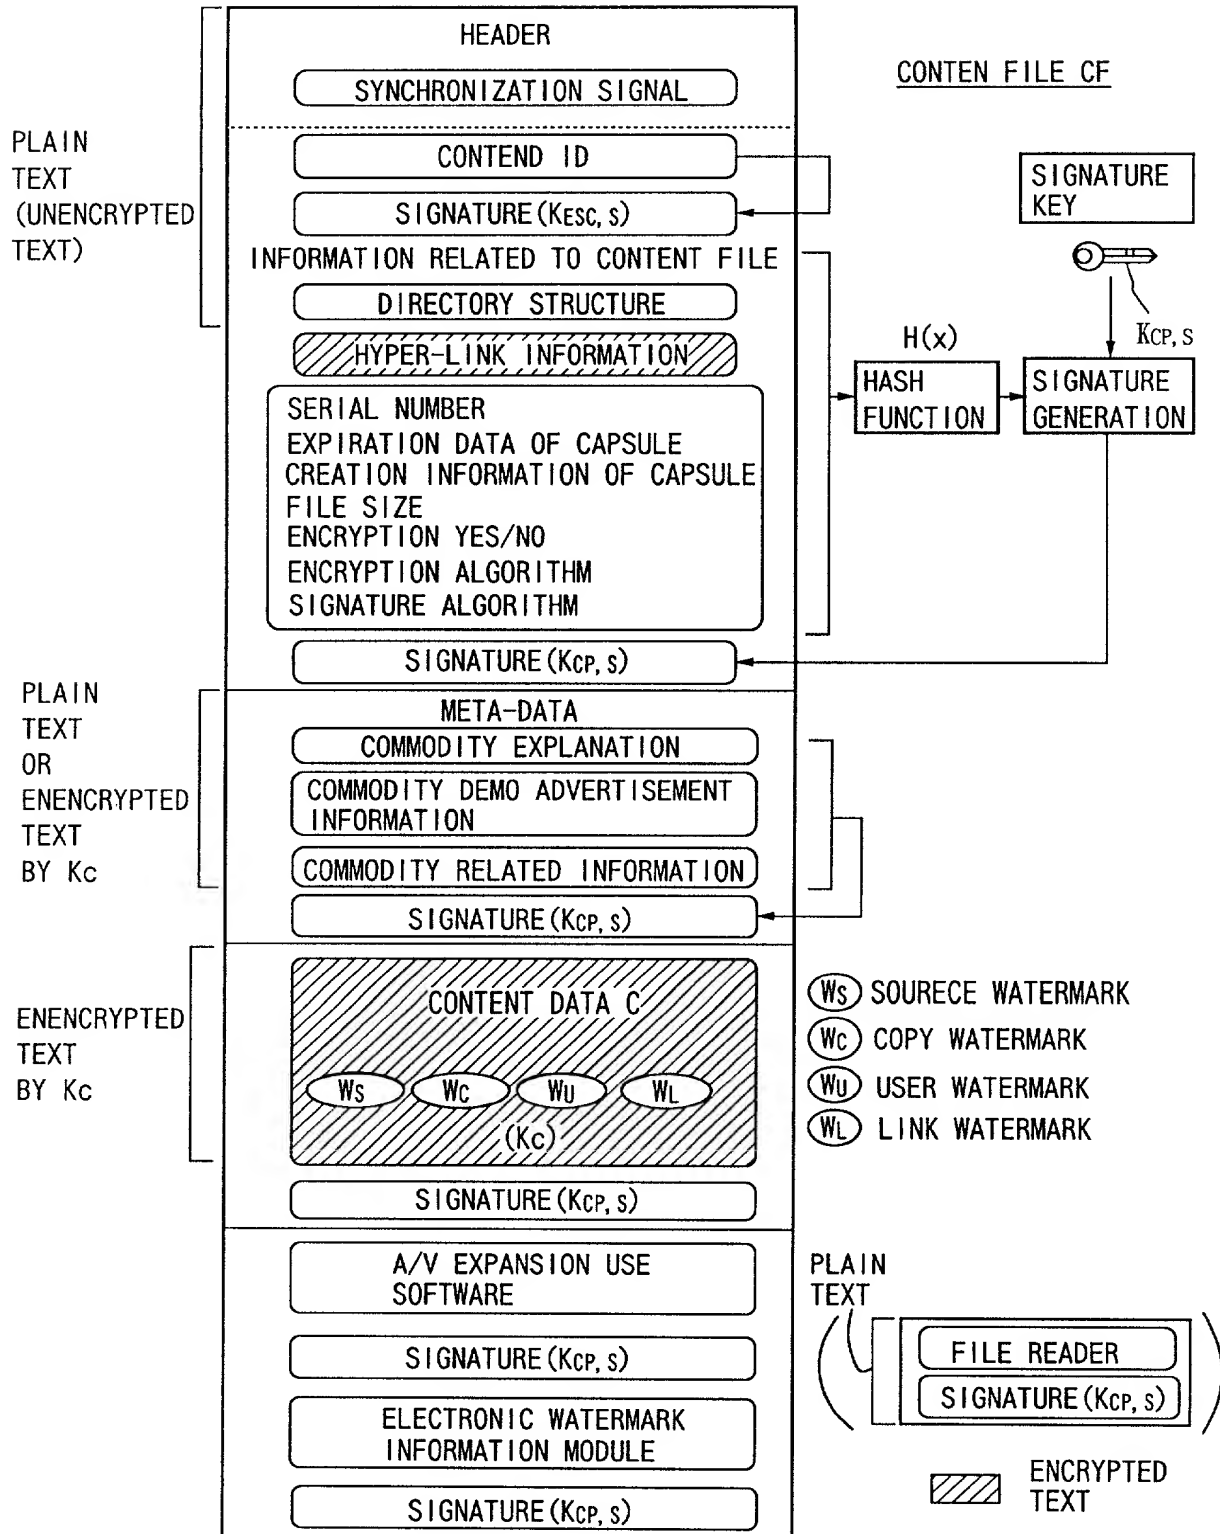 HEADER
CONTEN FILE CF
SYNCHRONIZATION SIGNAL
PLAIN
TEXT
(UNENCRYPTED
TEXT)
CONTEND ID
SIGNATURE(KESC, S)
SIGNATURE
KEY
INFORMATION RELATED TO CONTENT FILE
DIRECTORY STRUCTURE
KCP, S
HYPER-LINK INFORMATION
H(x)
HASH
FUNCTION
SIGNATURE
GENERATION
SERIAL NUMBER
EXPIRATION DATA OF CAPSULE
CREATION INFORMATION OF CAPSULE
FILE SIZE
ENCRYPTION YES/NO
ENCRYPTION ALGORITHM
SIGNATURE ALGORITHM
SIGNATURE(KCP, S)
PLAIN
TEXT
OR
ENENCRYPTED
TEXT
BY Kc
META-DATA
COMMODITY EXPLANATION
COMMODITY DEMO ADVERTISEMENT
INFORMATION
COMMODITY RELATED INFORMATION
SIGNATURE(KCP, S)
ENENCRYPTED
TEXT
BY Kc
CONTENT DATA C
WS WC WU WL
(Kc)
WS SOURECE WATERMARK
WC COPY WATERMARK
WU USER WATERMARK
WL LINK WATERMARK
SIGNATURE(KCP, S)
A/V EXPANSION USE
SOFTWARE
SIGNATURE(KCP, S)
ELECTRONIC WATERMARK
INFORMATION MODULE
SIGNATURE(KCP, S)
PLAIN
TEXT
FILE READER
SIGNATURE(KCP, S)
ENCRYPTED
TEXT